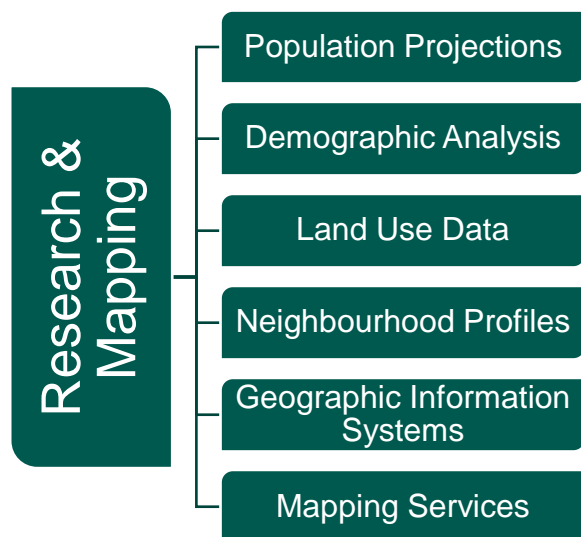 Research &
Mapping
Population Projections
Demographic Analysis
Land Use Data
Neighbourhood Profiles
Geographic Information
Systems
Mapping Services